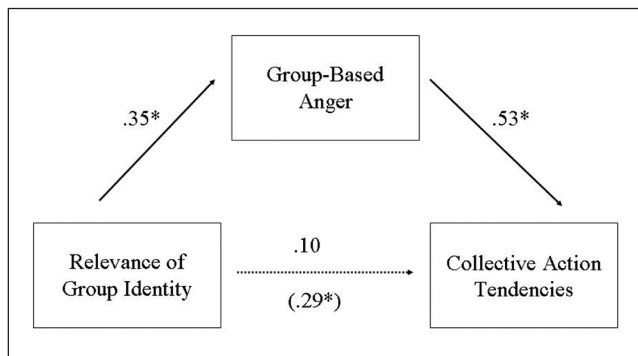 Group-Based
Anger
.35*
.53*
Relevance of
Group Identity
.10
(.29*)
Collective Action
Tendencies